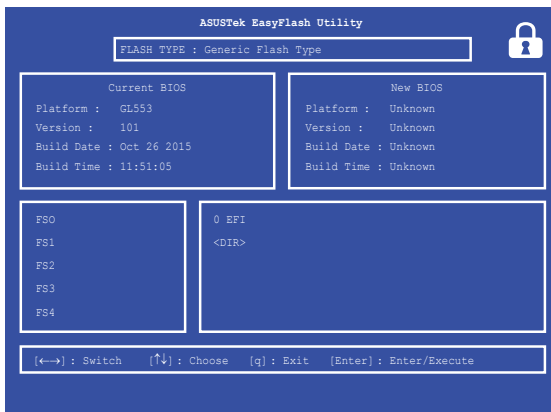 ASUSTek EasyFlash Utility
FLASH TYPE : Generic Flash Type
Current BIOS
Platform : GL553
Version : 101
Build Date : Oct 26 2015
Build Time : 11:51:05
New BIOS
Platform : Unknown
Version : Unknown
Build Date : Unknown
Build Time : Unknown
FS0
FS1
FS2
FS3
FS4
0 EFI
<DIR>
[←→] : Switch [↑↓] : Choose [q] : Exit [Enter] : Enter/Execute